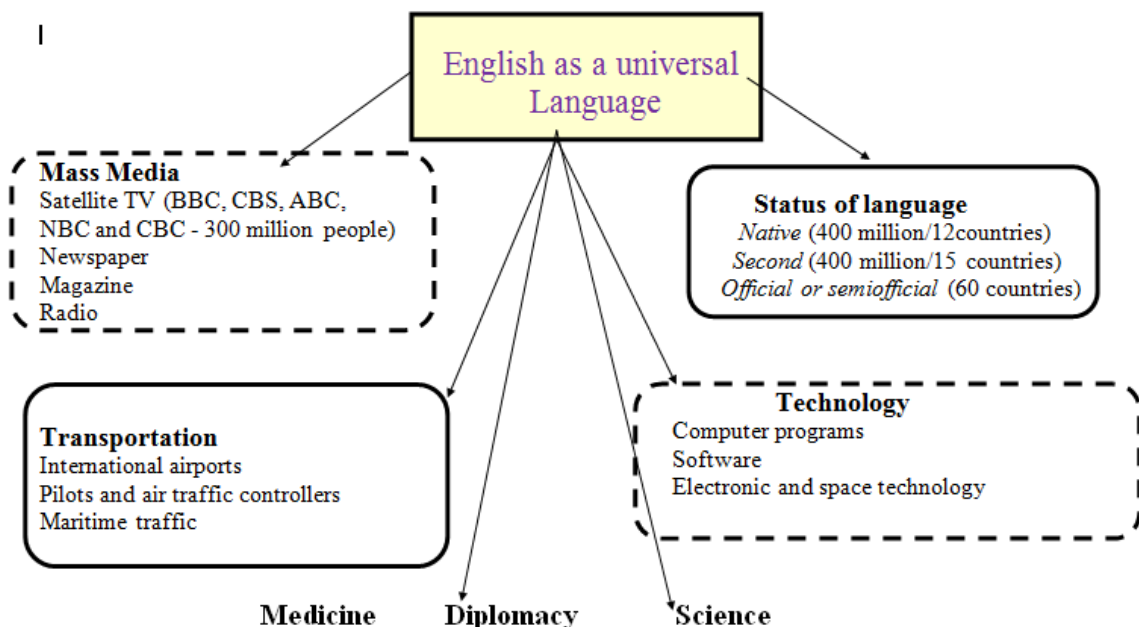 English as a universal
Language
Mass Media
Satellite TV (BBC, CBS, ABC,
NBC and CBC - 300 million people)
Newspaper
Magazine
Radio
Status of language
Native (400 million/12countries)
Second (400 million/15 countries)
Official or semiofficial (60 countries)
Transportation
International airports
Pilots and air traffic controllers
Maritime traffic
Technology
Computer programs
Software
Electronic and space technology
Medicine Diplomacy Science